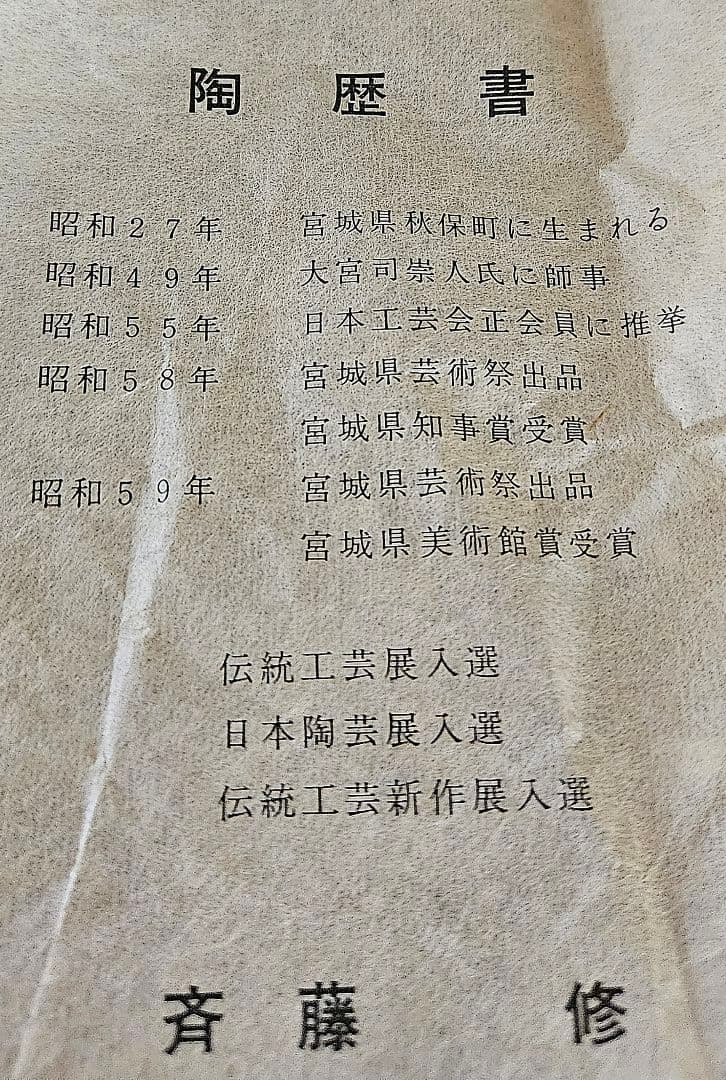 陶歴書
昭和27年 宮城県秋保町に生まれる
昭和49年 大宮司崇人氏に師事
昭和55年 日本工芸会正会員に推挙
昭和58年 宮城県芸術祭出品
宮城県知事賞受賞
昭和59年 宮城県芸術祭出品
宮城県美術館賞受賞
伝統工芸展入選
日本陶芸展入選
伝統工芸新作展入選
斉藤 修